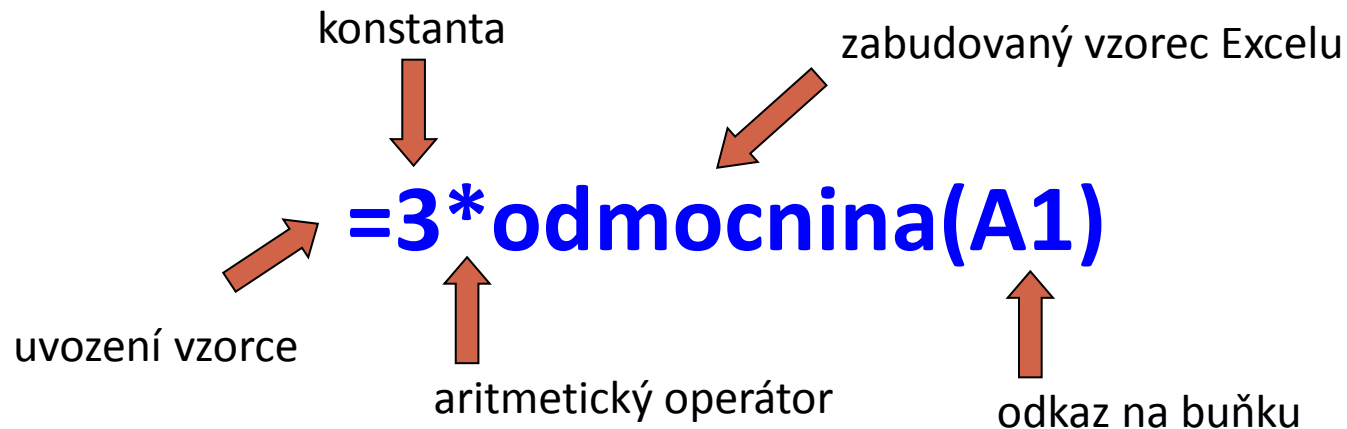 konstanta
zabudovaný vzorec Excelu
=3*odmocnina(A1)
uvození vzorce
aritmetický operátor
odkaz na buňku